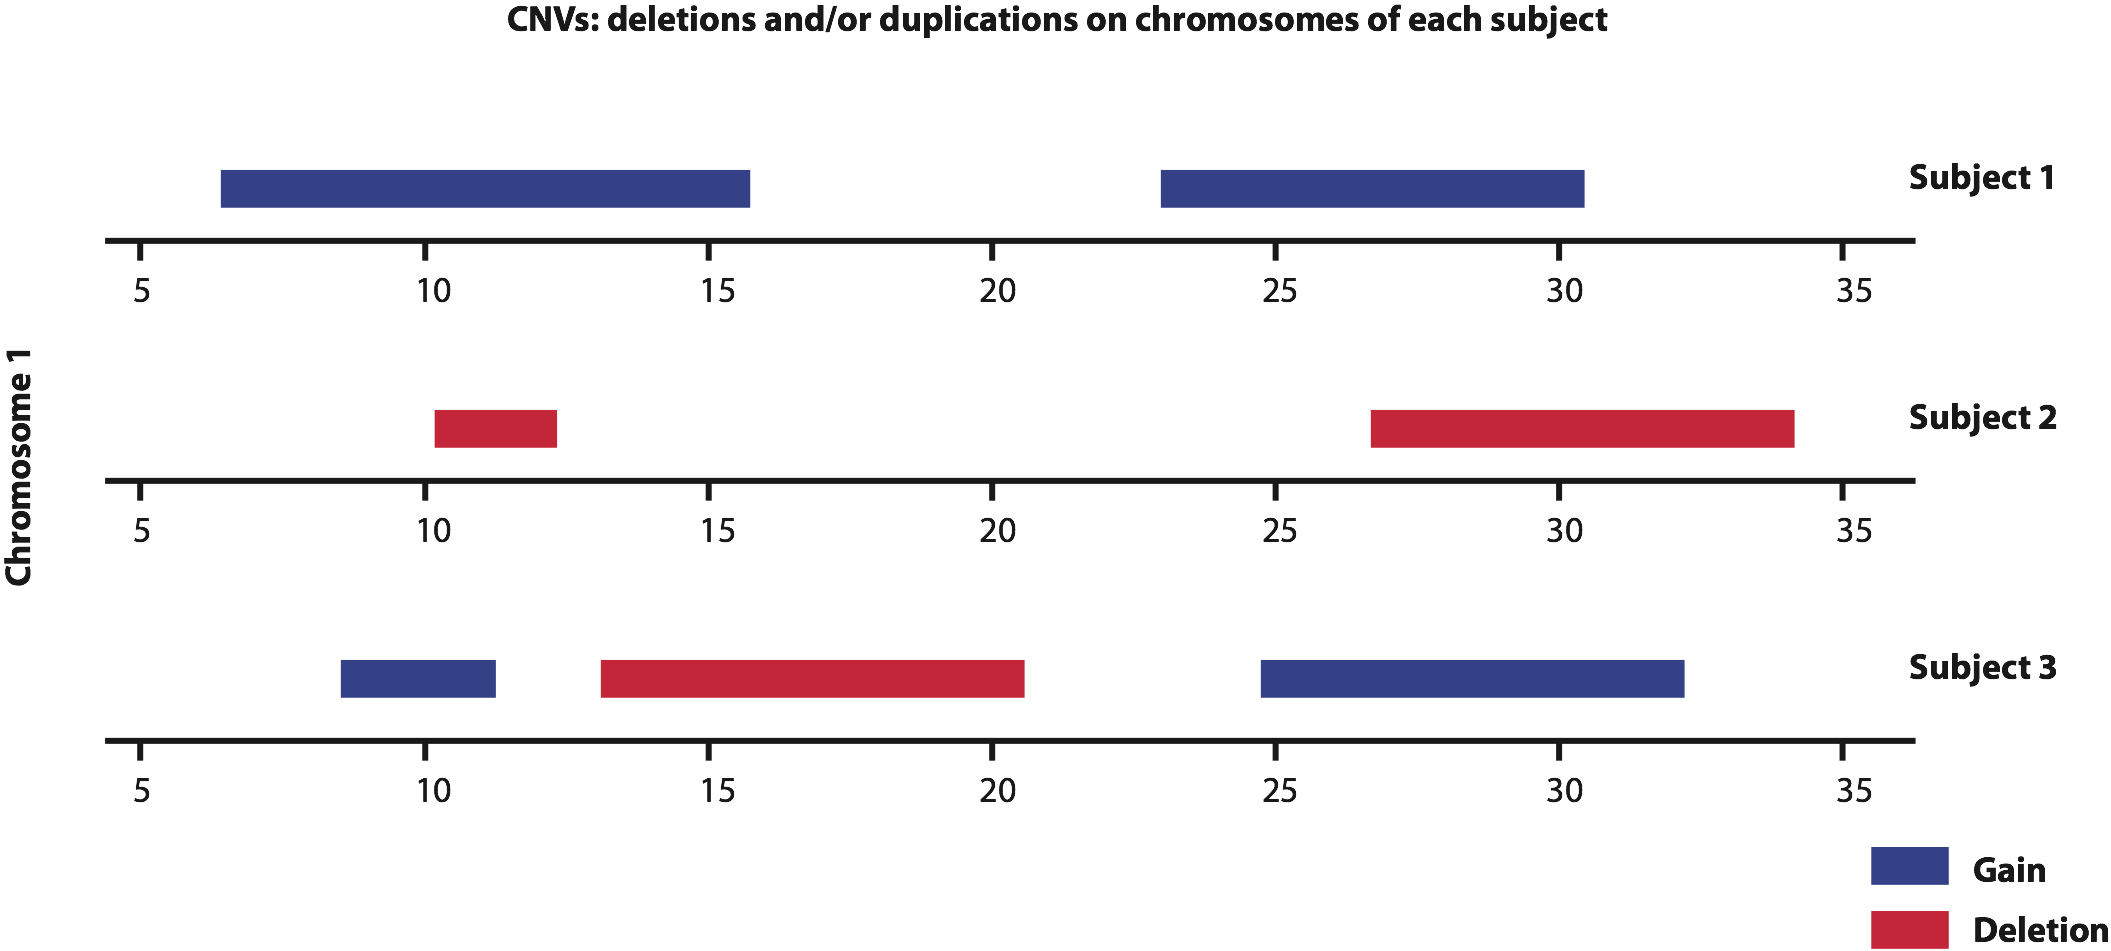 CNVs: deletions and/or duplications on chromosomes of each subject
Subject 1
5 10 15 20 25 30 35
Chromosome 1
Subject 2
5 10 15 20 25 30 35
Subject 3
5 10 15 20 25 30 35
Gain
Deletion